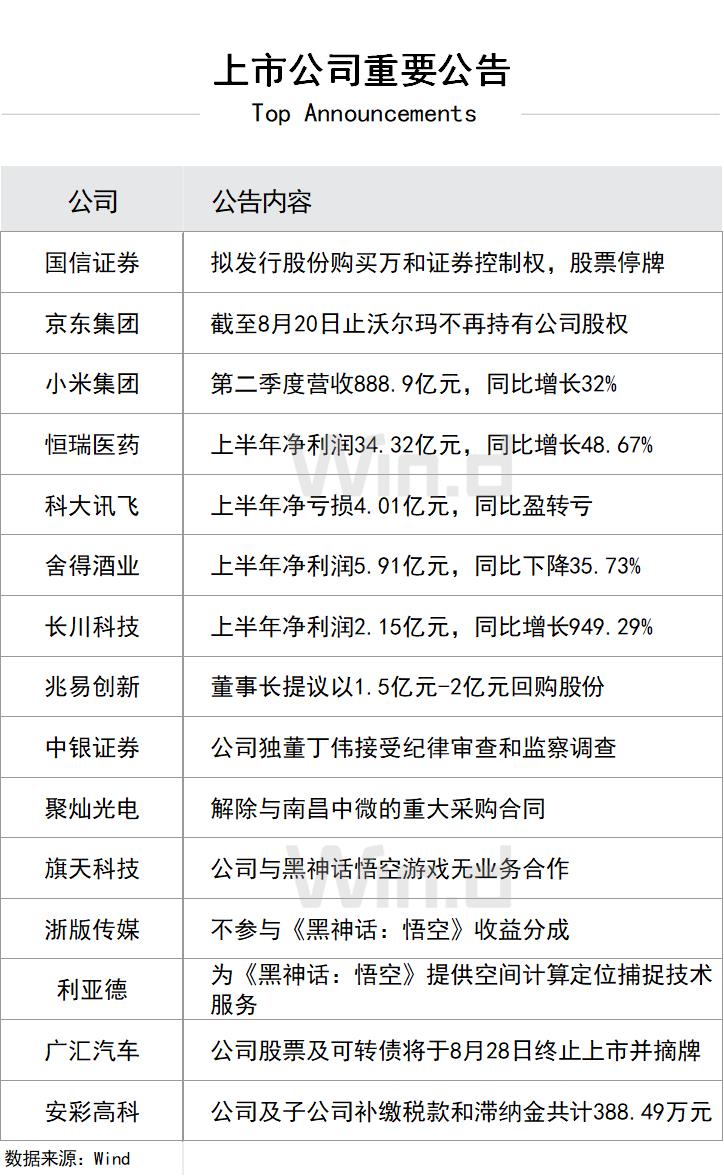 上市公司重要公告
Top Announcements
公司 公告内容
国信证券 拟发行股份购买万和证券控制权，股票停牌
京东集团 截至8月20日止沃尔玛不再持有公司股权
小米集团 第二季度营收888.9亿元，同比增长32%
恒瑞医药 上半年净利润34.32亿元，同比增长48.67%
科大讯飞 上半年净亏损4.01亿元，同比盈转亏
舍得酒业 上半年净利润5.91亿元，同比下降35.73%
长川科技 上半年净利润2.15亿元，同比增长949.29%
兆易创新 董事长提议以1.5亿元-2亿元回购股份
中银证券 公司独董丁伟接受纪律审查和监察调查
聚灿光电 解除与南昌中微的重大采购合同
旗天科技 公司与黑神话悟空游戏无业务合作
浙版传媒 不参与《黑神话：悟空》收益分成
利亚德 为《黑神话：悟空》提供空间计算定位捕捉技术
服务
广汇汽车 公司股票及可转债将于8月28日终止上市并摘牌
安彩高科 公司及子公司补缴税款和滞纳金共计388.49万元
数据来源：Wind
Win.d
Win.d